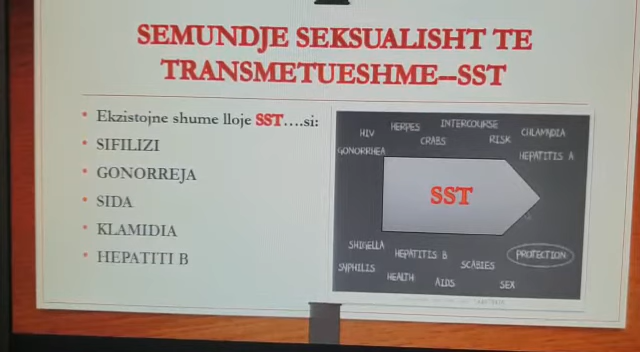 SEMUNDJE SEKSUALISHT TE
TRANSMETUESHME--SST
• Ekzistojne shume lloje SST....si:
• SIFILIZI
• GONORREJA
• SIDA
• KLAMIDIA
• HEPATITI B
HIV
HERPES
INTERCOURSE
CHLAMYDIA
GONORRHEA
CRABS
RISK
HEPATITIS A
SST
SHIGELLA
HEPATITIS B
SCABIES
PROTECTION
SYPHILIS
HEALTH
AIDS
SEX